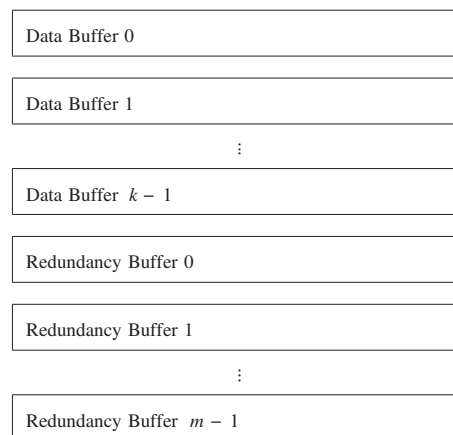 Data Buffer 0
Data Buffer 1
⋮
Data Buffer k − 1
Redundancy Buffer 0
Redundancy Buffer 1
⋮
Redundancy Buffer m − 1